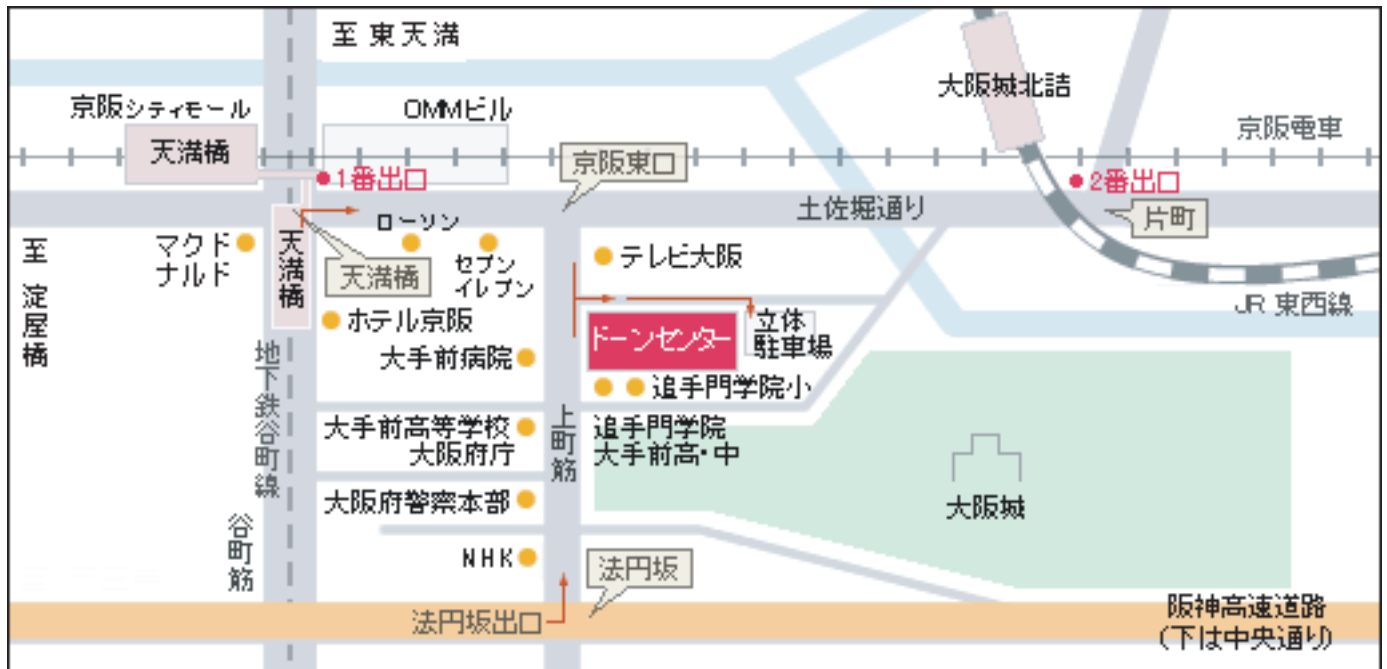 至 東天満
京阪シティモール
OMMビル
大阪城北詰
天満橋
京阪東口
京阪電車
1番出口
2番出口
土佐堀通り
片町
至 淀屋橋
マクド
ナルド
天満橋
天満橋
ローソン
セブン
イレブン
テレビ大阪
JR 東西線
ホテル京阪
ドーンセンター
立体
駐車場
大手前病院
追手門学院小
地下鉄谷町線
大手前高等学校
大阪府庁
上町筋
追手門学院
大手前高・中
大阪府警察本部
大阪城
谷町筋
NHK
法円坂
法円坂出口
阪神高速道路
(下は中央通り)